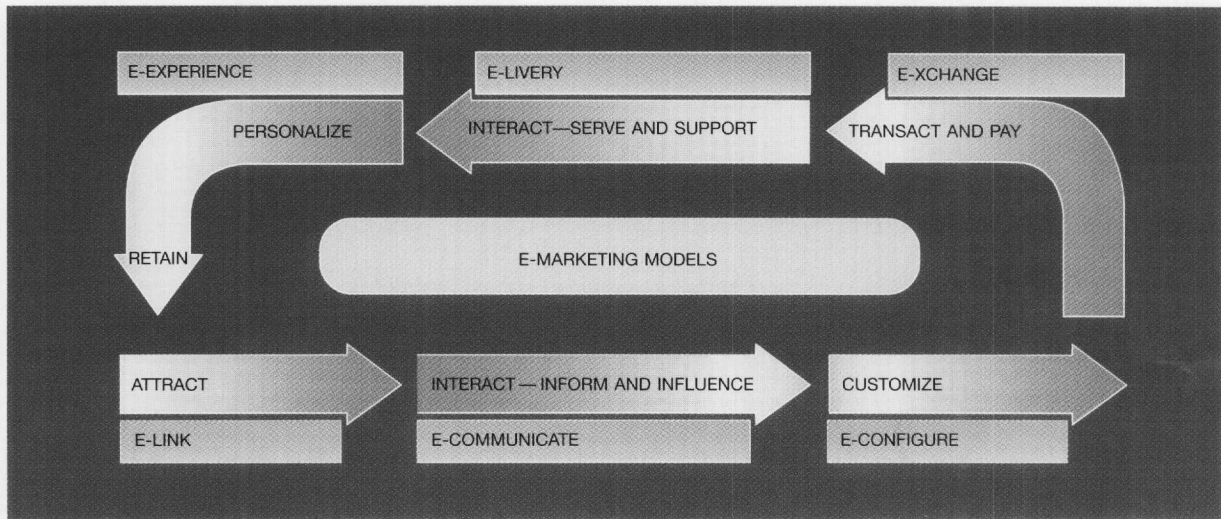 E-EXPERIENCE
E-LIVERY
E-XCHANGE
PERSONALIZE
INTERACT—SERVE AND SUPPORT
TRANSACT AND PAY
RETAIN
E-MARKETING MODELS
ATTRACT
INTERACT — INFORM AND INFLUENCE
CUSTOMIZE
E-LINK
E-COMMUNICATE
E-CONFIGURE